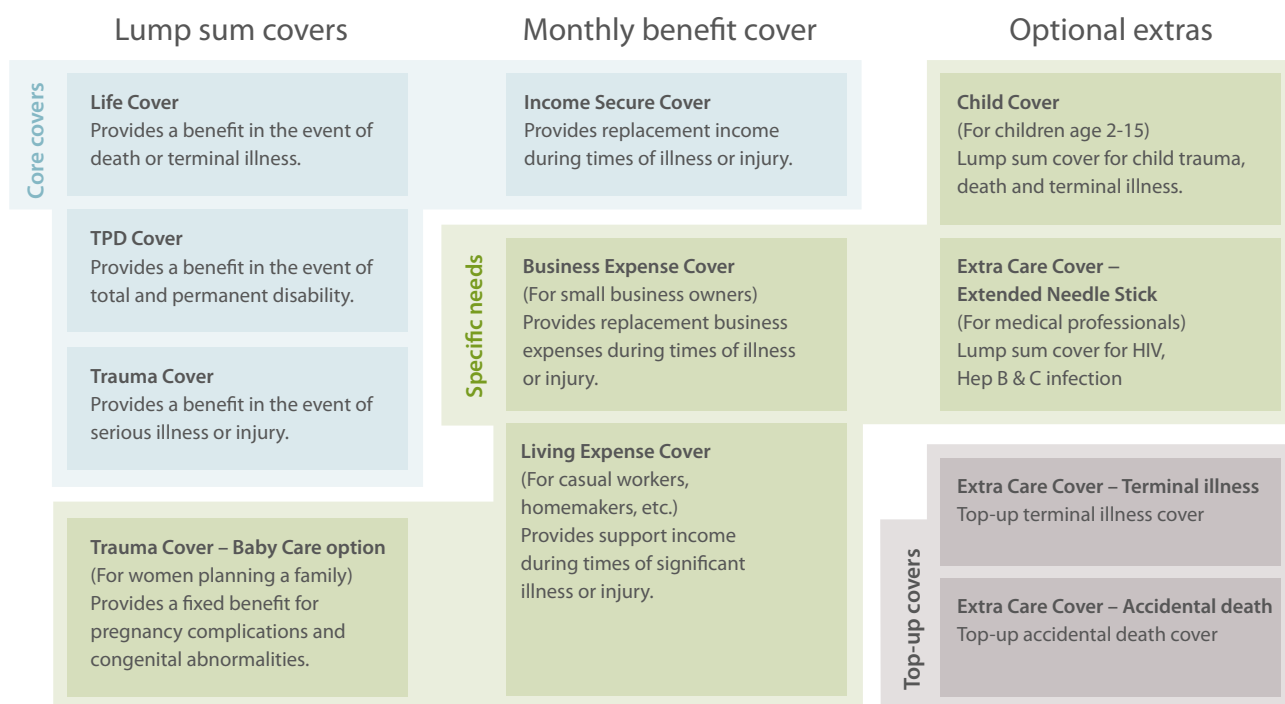 Lump sum covers
Monthly benefit cover
Optional extras
Core covers
Life Cover
Provides a benefit in the event of
death or terminal illness.
TPD Cover
Provides a benefit in the event of
total and permanent disability.
Trauma Cover
Provides a benefit in the event of
serious illness or injury.
Income Secure Cover
Provides replacement income
during times of illness or injury.
Specific needs
Trauma Cover – Baby Care option
(For women planning a family)
Provides a fixed benefit for
pregnancy complications and
congenital abnormalities.
Business Expense Cover
(For small business owners)
Provides replacement business
expenses during times of illness
or injury.
Living Expense Cover
(For casual workers,
homemakers, etc.)
Provides support income
during times of significant
illness or injury.
Child Cover
(For children age 2-15)
Lump sum cover for child trauma,
death and terminal illness.
Extra Care Cover –
Extended Needle Stick
(For medical professionals)
Lump sum cover for HIV,
Hep B & C infection
Top-up covers
Extra Care Cover – Terminal illness
Top-up terminal illness cover
Extra Care Cover – Accidental death
Top-up accidental death cover